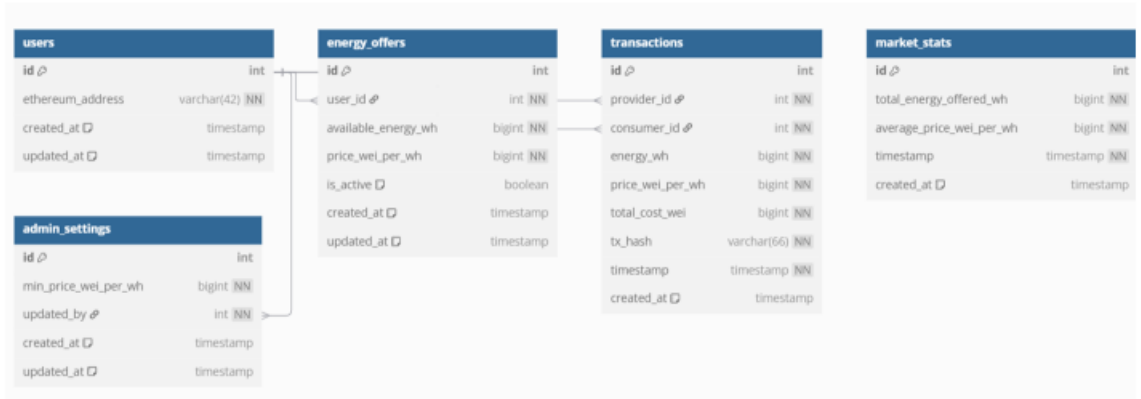 users
id int
ethereum_address varchar(42) NN
created_at timestamp
updated_at timestamp
admin_settings
id int
min_price_wei_per_wh bigint NN
updated_by int NN
created_at timestamp
updated_at timestamp
energy_offers
id int
user_id int NN
available_energy_wh bigint NN
price_wei_per_wh bigint NN
is_active boolean
created_at timestamp
updated_at timestamp
transactions
id int
provider_id int NN
consumer_id int NN
energy_wh bigint NN
price_wei_per_wh bigint NN
total_cost_wei bigint NN
tx_hash varchar(66) NN
timestamp timestamp NN
created_at timestamp
market_stats
id int
total_energy_offered_wh bigint NN
average_price_wei_per_wh bigint NN
timestamp timestamp NN
created_at timestamp